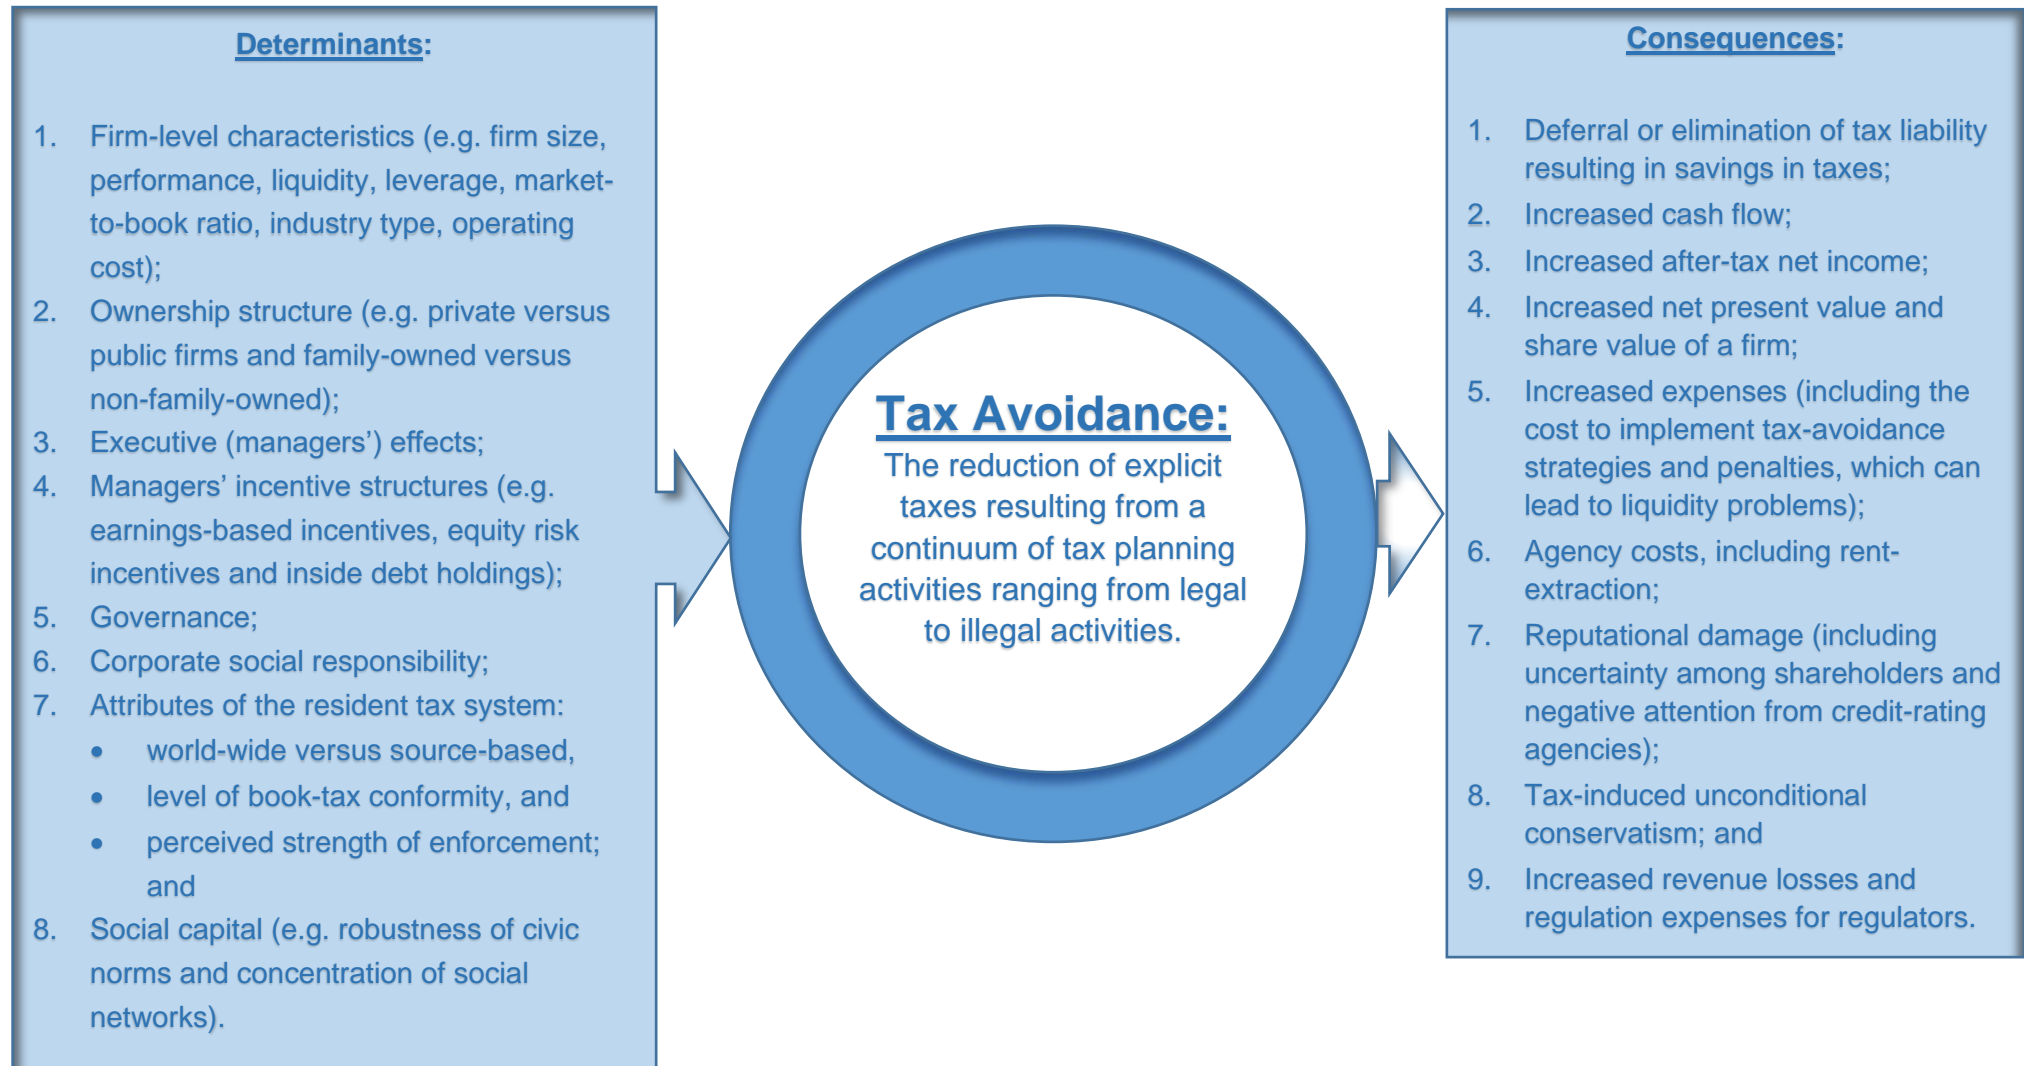 Determinants:
1. Firm-level characteristics (e.g. firm size,
performance, liquidity, leverage, market-
to-book ratio, industry type, operating
cost);
2. Ownership structure (e.g. private versus
public firms and family-owned versus
non-family-owned);
3. Executive (managers’) effects;
4. Managers’ incentive structures (e.g.
earnings-based incentives, equity risk
incentives and inside debt holdings);
5. Governance;
6. Corporate social responsibility;
7. Attributes of the resident tax system:
• world-wide versus source-based,
• level of book-tax conformity, and
• perceived strength of enforcement;
and
8. Social capital (e.g. robustness of civic
norms and concentration of social
networks).
Tax Avoidance:
The reduction of explicit
taxes resulting from a
continuum of tax planning
activities ranging from legal
to illegal activities.
Consequences:
1. Deferral or elimination of tax liability
resulting in savings in taxes;
2. Increased cash flow;
3. Increased after-tax net income;
4. Increased net present value and
share value of a firm;
5. Increased expenses (including the
cost to implement tax-avoidance
strategies and penalties, which can
lead to liquidity problems);
6. Agency costs, including rent-
extraction;
7. Reputational damage (including
uncertainty among shareholders and
negative attention from credit-rating
agencies);
8. Tax-induced unconditional
conservatism; and
9. Increased revenue losses and
regulation expenses for regulators.